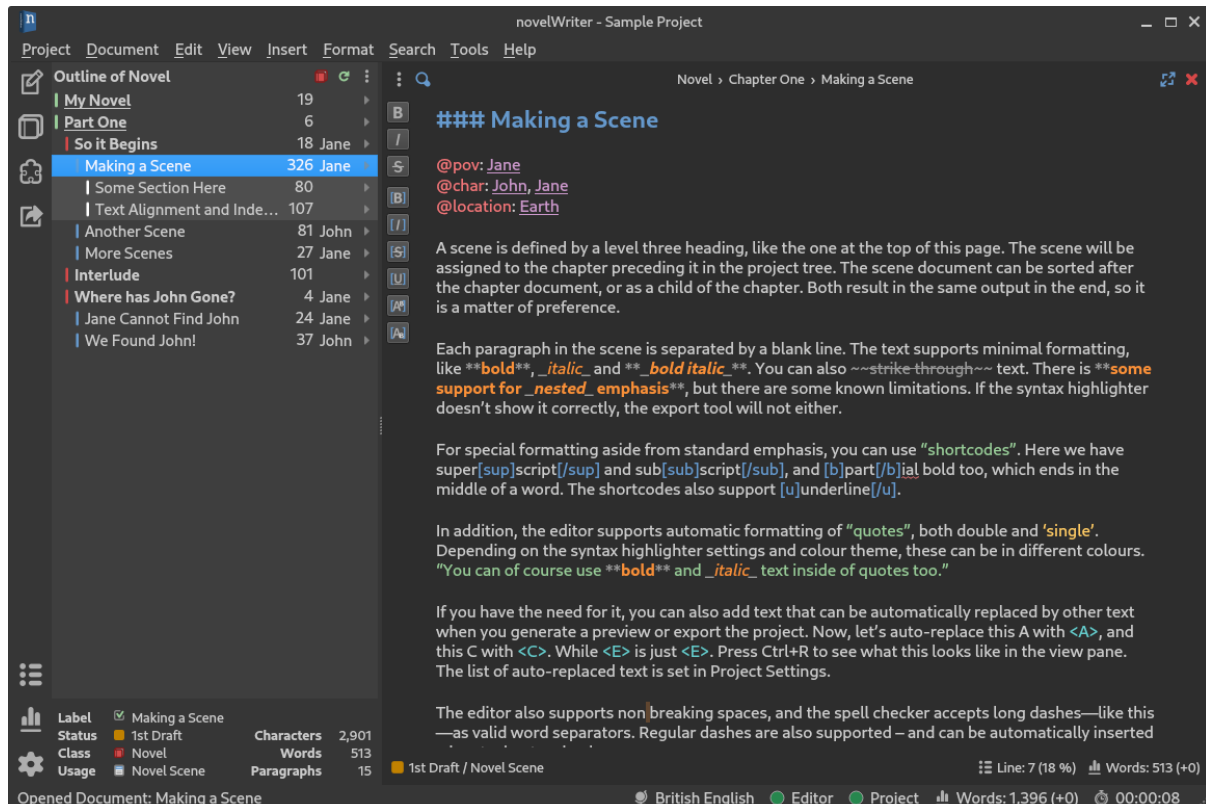 novelWriter - Sample Project
Project Document Edit View Insert Format Search Tools Help
Outline of Novel
My Novel 19
Part One 6
So it Begins 18 Jane
Making a Scene 326 Jane
Some Section Here 80
Text Alignment and Inde... 107
Another Scene 81 John
More Scenes 27 Jane
Interlude 101
Where has John Gone? 4 Jane
Jane Cannot Find John 24 Jane
We Found John! 37 John
Label Making a Scene
Status 1st Draft Characters 2,901
Class Novel Words 513
Usage Novel Scene Paragraphs 15
Novel › Chapter One › Making a Scene
B
I
S
[B]
[I]
[S]
[U]
[A]
[A]
### Making a Scene
@pov: Jane
@char: John, Jane
@location: Earth
A scene is defined by a level three heading, like the one at the top of this page. The scene will be
assigned to the chapter preceding it in the project tree. The scene document can be sorted after
the chapter document, or as a child of the chapter. Both result in the same output in the end, so it
is a matter of preference.
Each paragraph in the scene is separated by a blank line. The text supports minimal formatting,
like **bold**, _italic_ and **_bold italic_**. You can also ~~strike through~~ text. There is **some
support for _nested_ emphasis**, but there are some known limitations. If the syntax highlighter
doesn’t show it correctly, the export tool will not either.
For special formatting aside from standard emphasis, you can use “shortcodes”. Here we have
super[sup]script[/sup] and sub[sub]script[/sub], and [b]part[/b]ial bold too, which ends in the
middle of a word. The shortcodes also support [u]underline[/u].
In addition, the editor supports automatic formatting of “quotes”, both double and ‘single’.
Depending on the syntax highlighter settings and colour theme, these can be in different colours.
“You can of course use **bold** and _italic_ text inside of quotes too.”
If you have the need for it, you can also add text that can be automatically replaced by other text
when you generate a preview or export the project. Now, let’s auto-replace this A with <A>, and
this C with <C>. While <E> is just <E>. Press Ctrl+R to see what this looks like in the view pane.
The list of auto-replaced text is set in Project Settings.
The editor also supports non breaking spaces, and the spell checker accepts long dashes—like this
—as valid word separators. Regular dashes are also supported – and can be automatically inserted
1st Draft / Novel Scene Line: 7 (18 %) Words: 513 (+0)
Opened Document: Making a Scene British English Editor Project Words: 1,396 (+0) 00:00:08